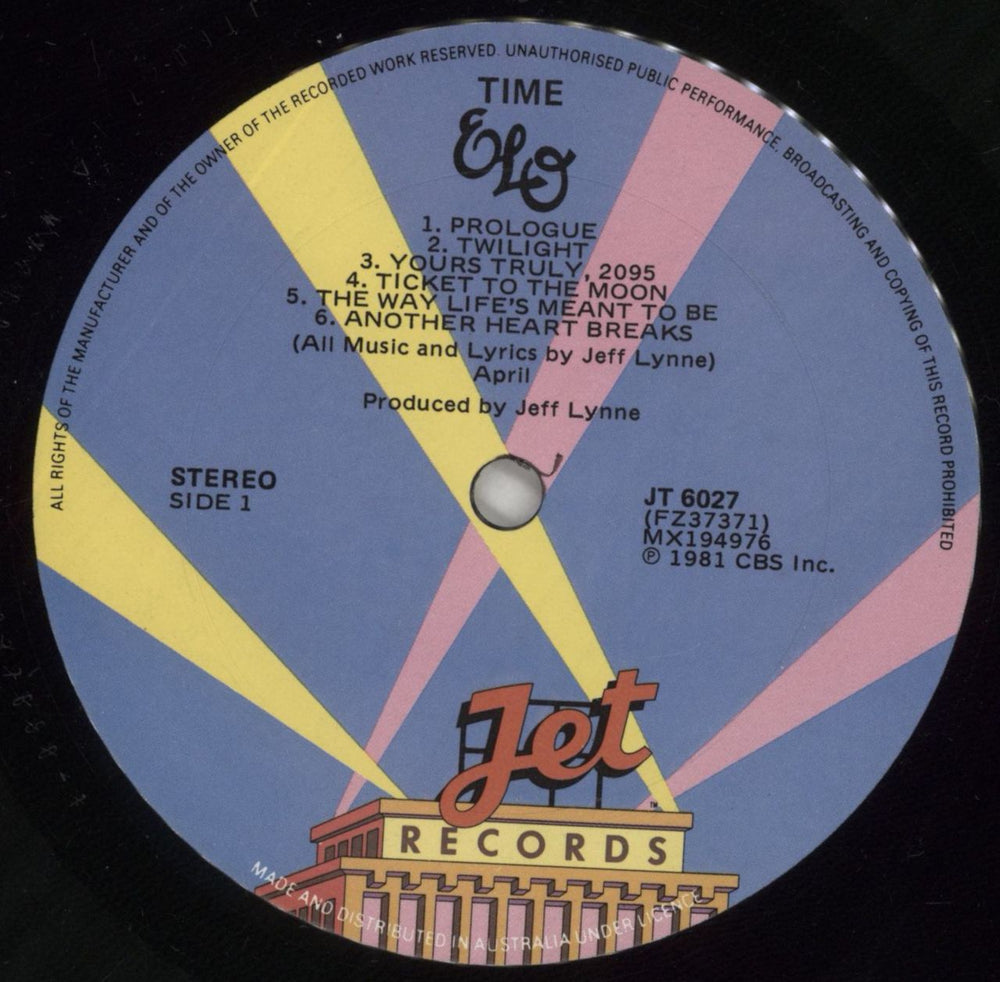 ALL RIGHTS OF THE MANUFACTURER AND OF THE OWNER OF THE RECORDED WORK RESERVED. UNAUTHORISED PUBLIC PERFORMANCE. BROADCASTING AND COPYING OF THIS RECORD PROHIBITED
TIME
ELO
1. PROLOGUE
2. TWILIGHT
3. YOURS TRULY, 2095
4. TICKET TO THE MOON
5. THE WAY LIFE'S MEANT TO BE
6. ANOTHER HEART BREAKS
(All Music and Lyrics by Jeff Lynne)
April
Produced by Jeff Lynne
STEREO
SIDE 1
JT 6027
(FZ37371)
MX194976
℗ 1981 CBS Inc.
Jet
TM
RECORDS
MADE AND DISTRIBUTED IN AUSTRALIA UNDER LICENCE